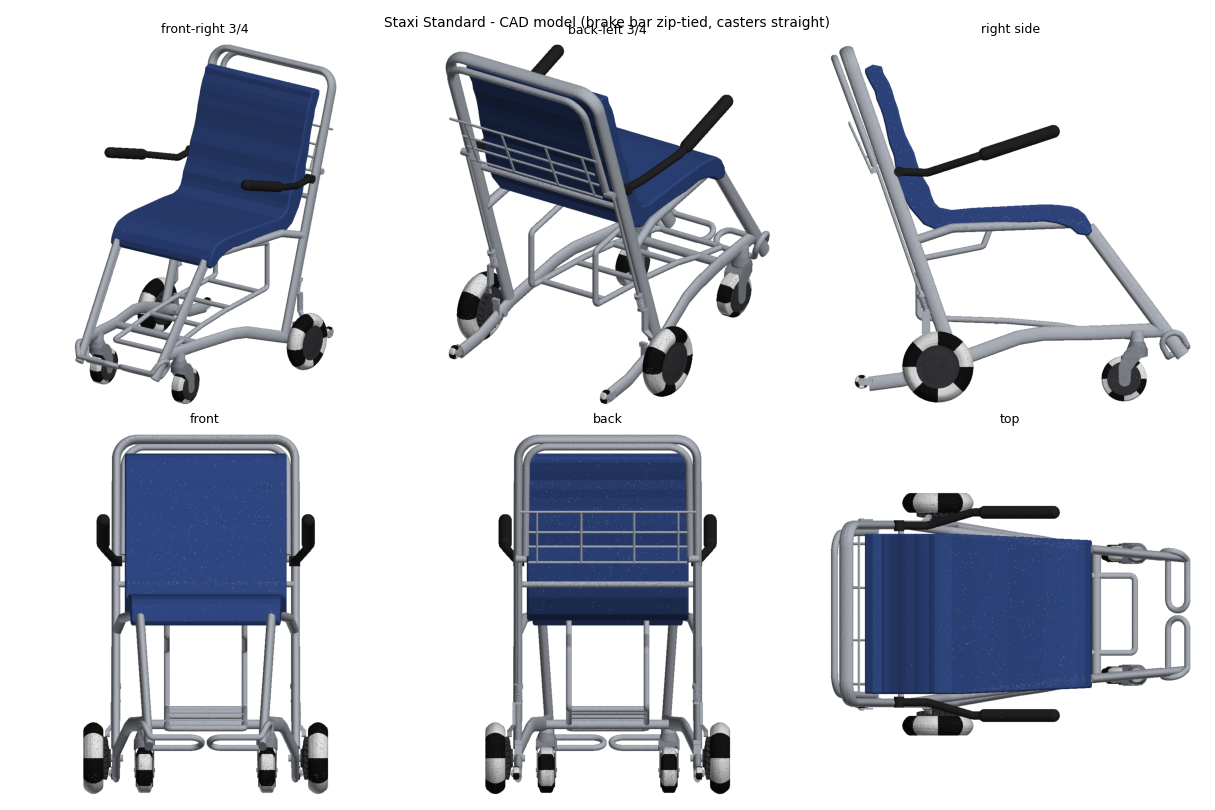 Staxi Standard - CAD model (brake bar zip-tied, casters straight)
front-right 3/4
back-left 3/4
right side
front
back
top